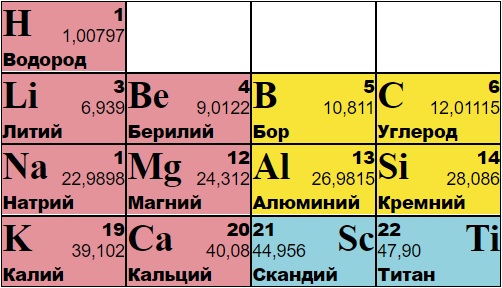 H 1
1,00797
Водород
Li 3 Be 4 B 5 C 6
6,939 9,0122 10,811 12,01115
Литий Берилий Бор Углерод
Na 1 Mg 12 Al 13 Si 14
22,9898 24,312 26,9815 28,086
Натрий Магний Алюминий Кремний
K 19 Ca 20 21 Sc 22 Ti
39,102 40,08 44,956 47,90
Калий Кальций Скандий Титан